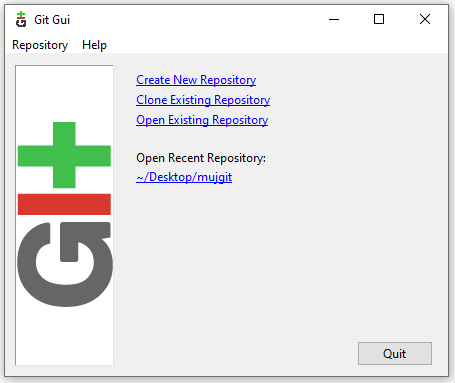 Git Gui
Repository Help
Create New Repository
Clone Existing Repository
Open Existing Repository
Open Recent Repository:
~/Desktop/mujgit
Git
Quit